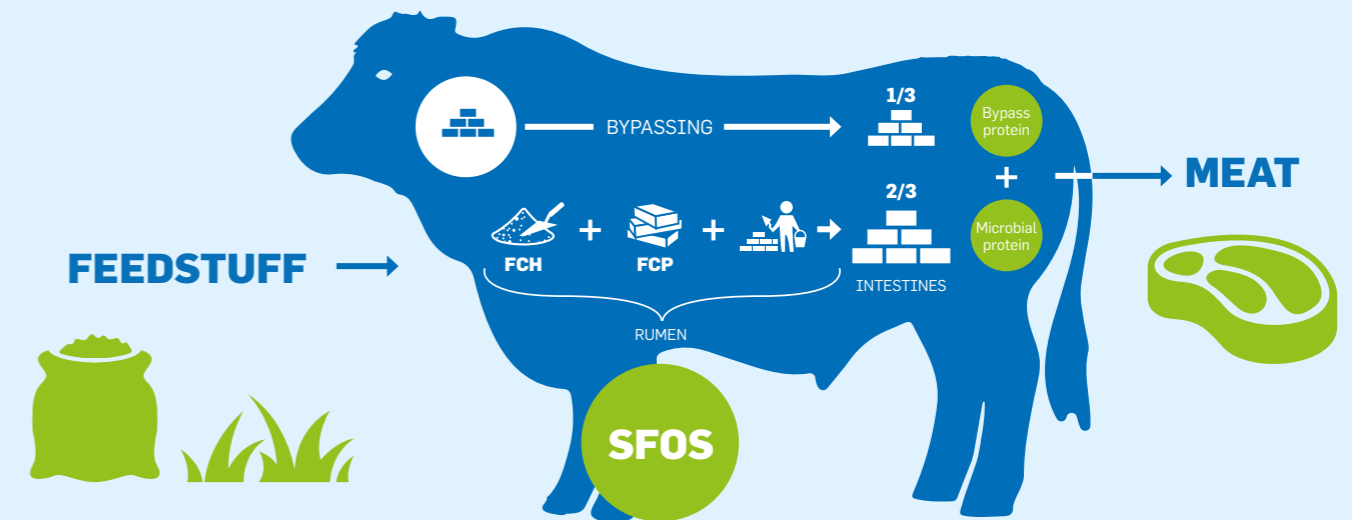 FEEDSTUFF
BYPASSING
1/3
Bypass
protein
+
2/3
Microbial
protein
FCH
+
FCP
+
INTESTINES
RUMEN
SFOS
MEAT